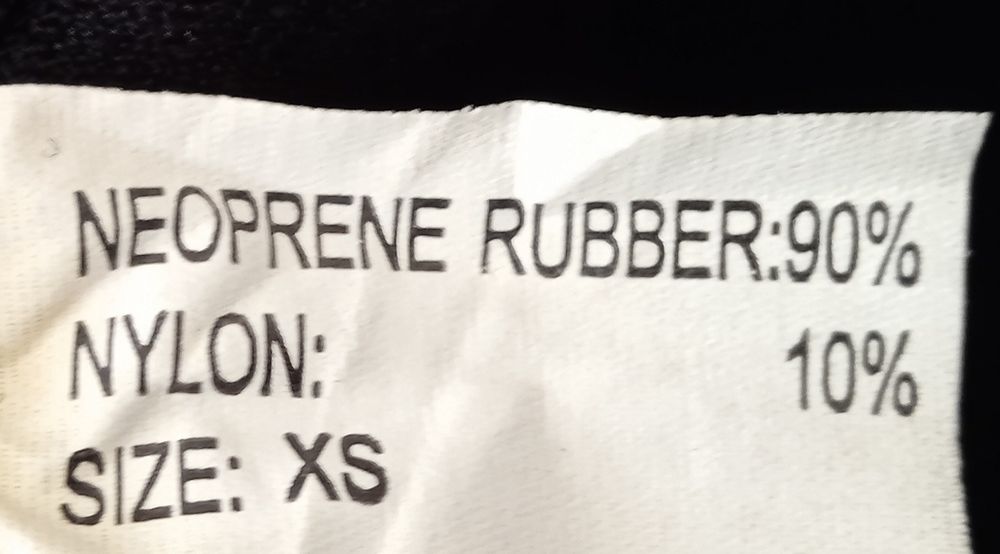 NEOPRENE RUBBER:90%
NYLON: 10%
SIZE: XS